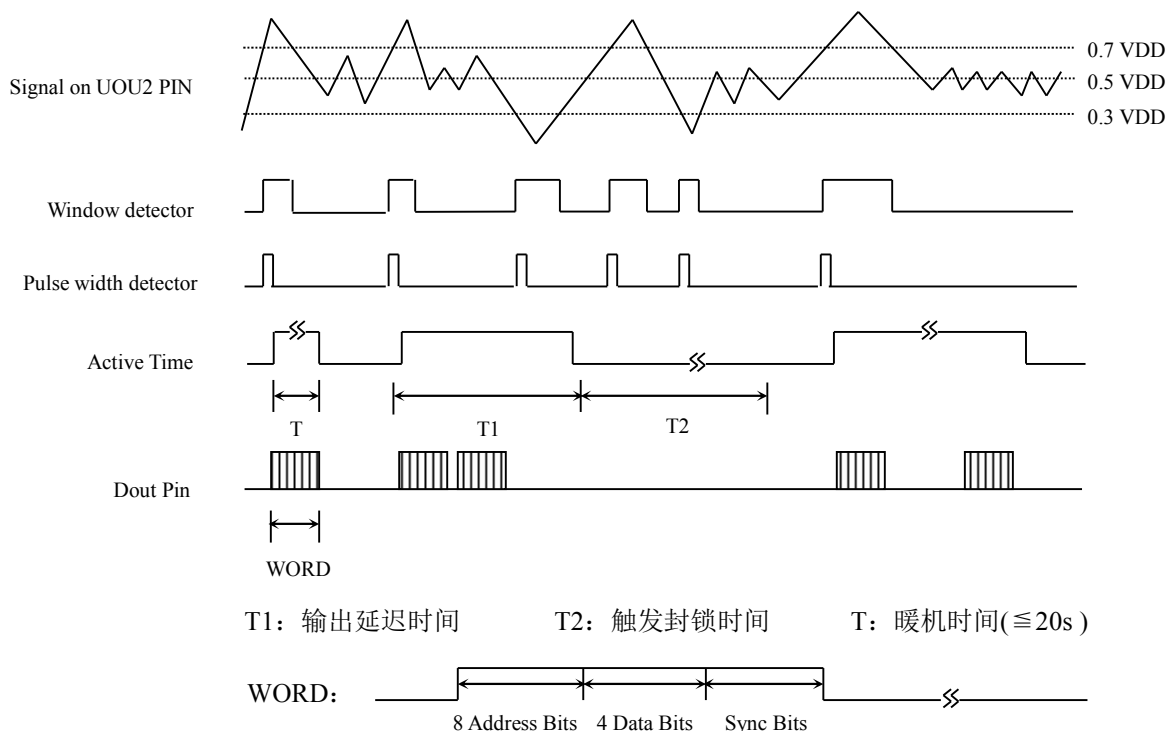 0.7 VDD
Signal on UOU2 PIN
0.5 VDD
0.3 VDD
Window detector
Pulse width detector
Active Time
T
T1
T2
Dout Pin
WORD
T1：输出延迟时间 T2：触发封锁时间 T：暖机时间(≦20s )
WORD：
8 Address Bits 4 Data Bits Sync Bits